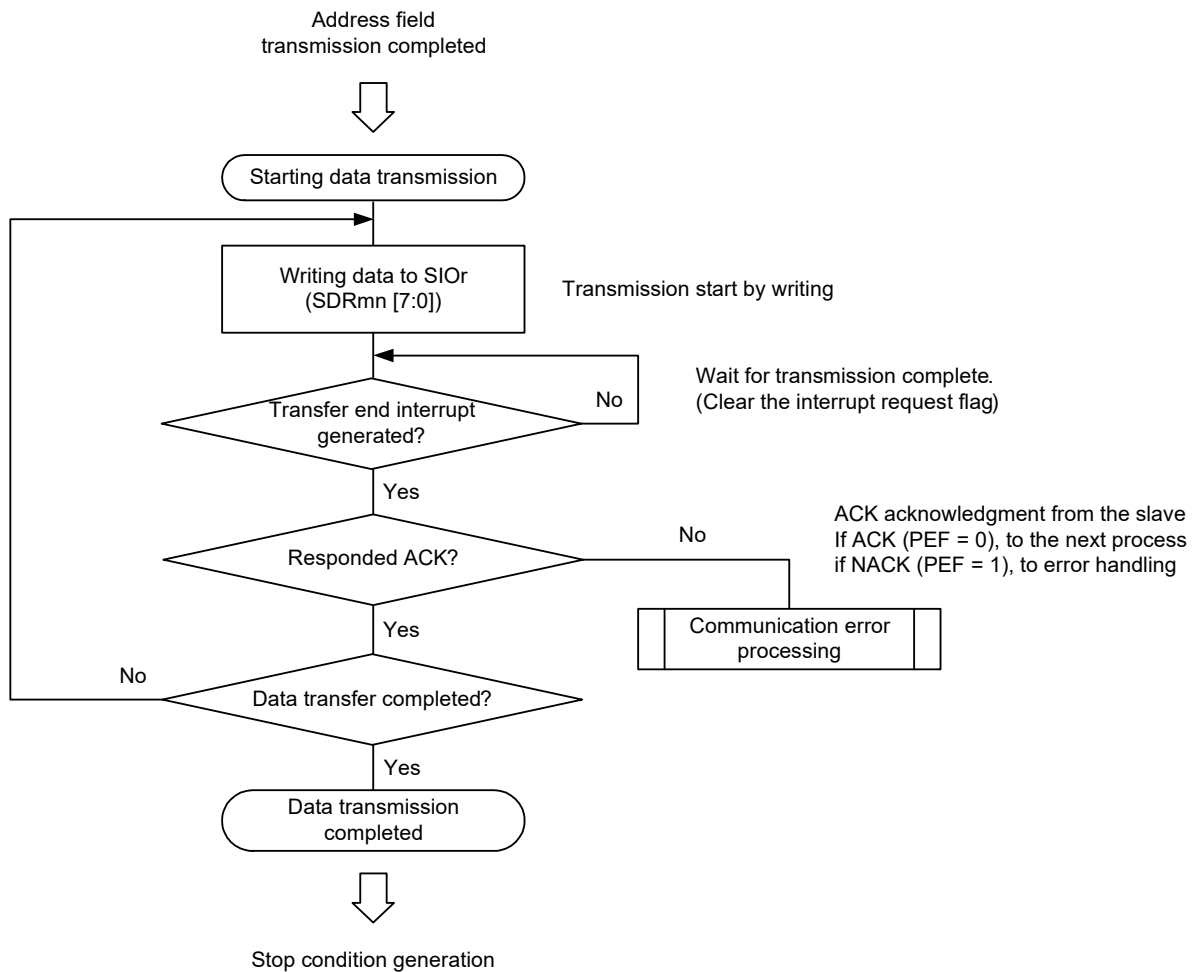 Address field
transmission completed
Starting data transmission
Writing data to SIOr
(SDRmn [7:0])
Transmission start by writing
Wait for transmission complete.
(Clear the interrupt request flag)
No
Transfer end interrupt
generated?
Yes
ACK acknowledgment from the slave
If ACK (PEF = 0), to the next process
if NACK (PEF = 1), to error handling
No
Responded ACK?
Communication error
processing
Yes
No
Data transfer completed?
Yes
Data transmission
completed
Stop condition generation